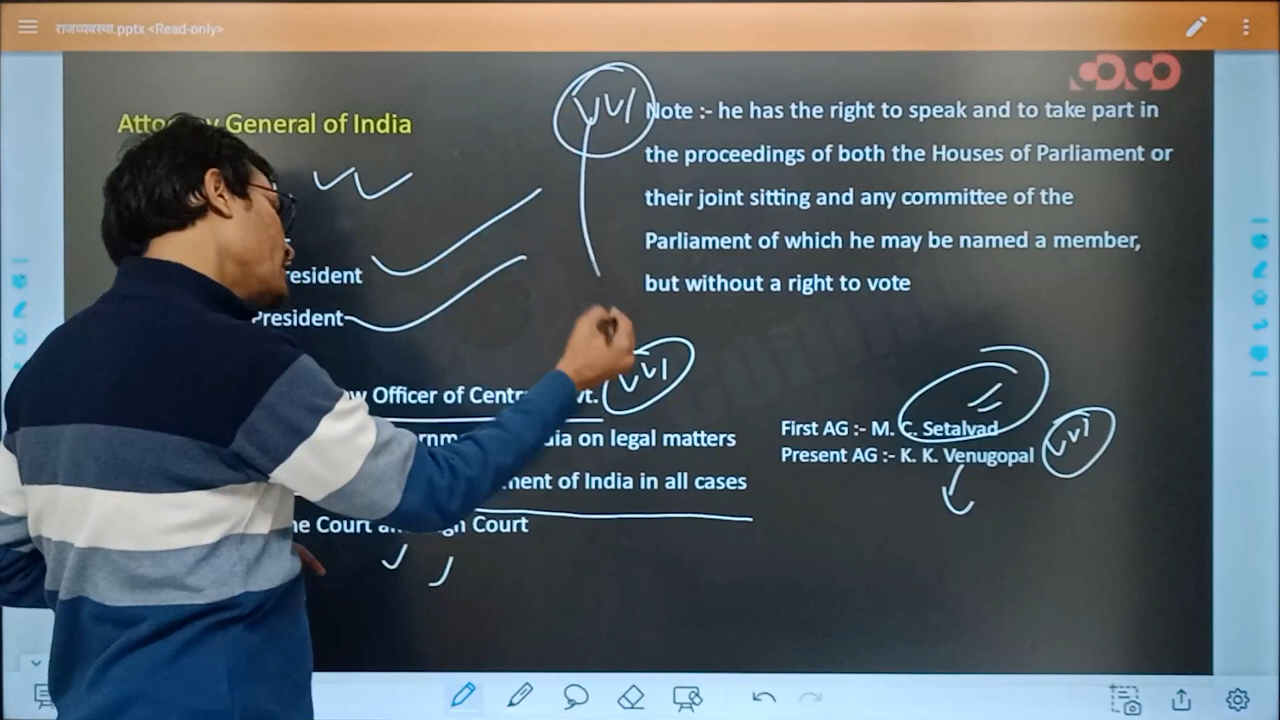 राजव्यवस्था.pptx <Read-only>
General of India
resident
President
Officer of
on legal matters
of India in all cases
Court
Court
VVI
Note :- he has the right to speak and to take part in
the proceedings of both the Houses of Parliament or
their joint sitting and any committee of the
Parliament of which he may be named a member,
but without a right to vote
VVI
First AG :- M. C. Setalvad
Present AG :- K. K. Venugopal
VVI